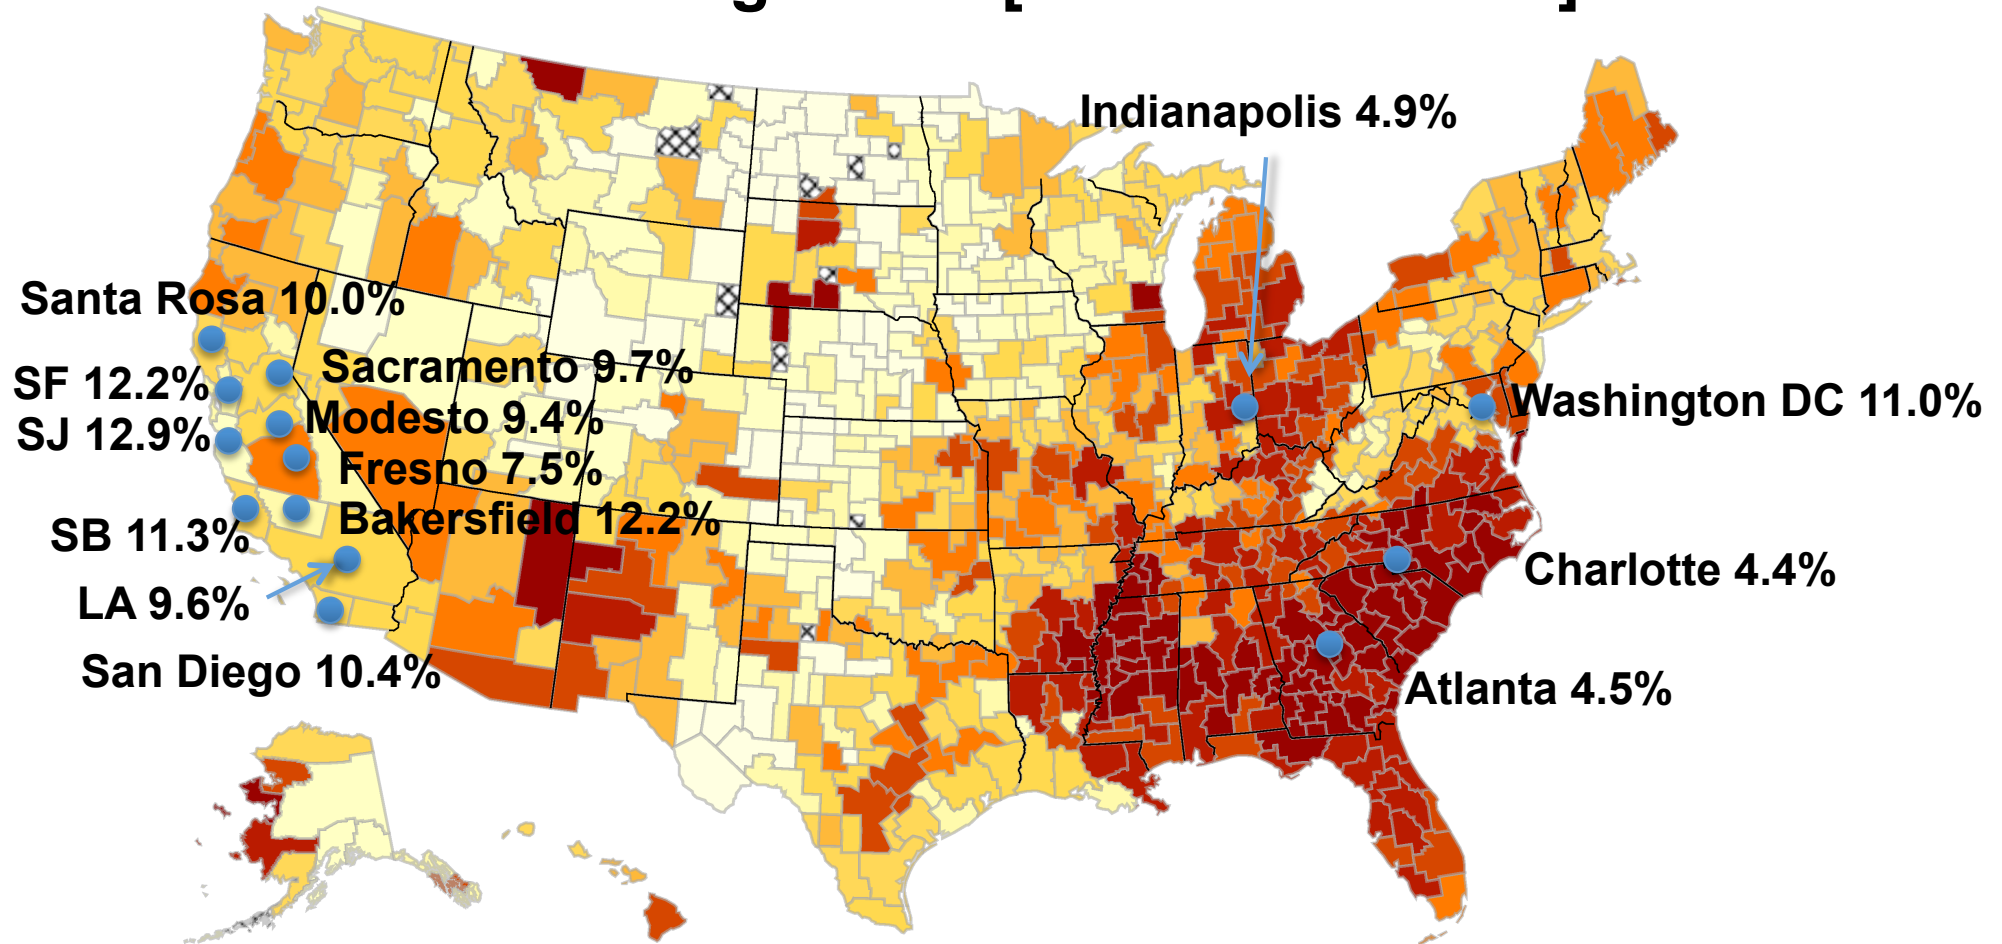 Indianapolis 4.9%
Santa Rosa 10.0%
Sacramento 9.7%
SF 12.2%
Washington DC 11.0%
Modesto 9.4%
SJ 12.9%
Fresno 7.5%
Bakersfield 12.2%
SB 11.3%
Charlotte 4.4%
LA 9.6%
San Diego 10.4%
Atlanta 4.5%